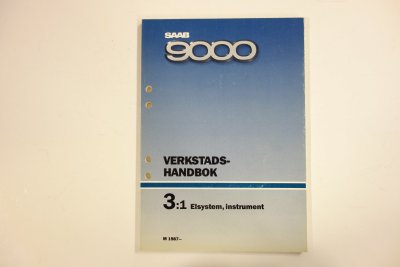 SAAB
9000
VERKSTADS-
HANDBOK
3:1 Elsystem, instrument
M 1987–